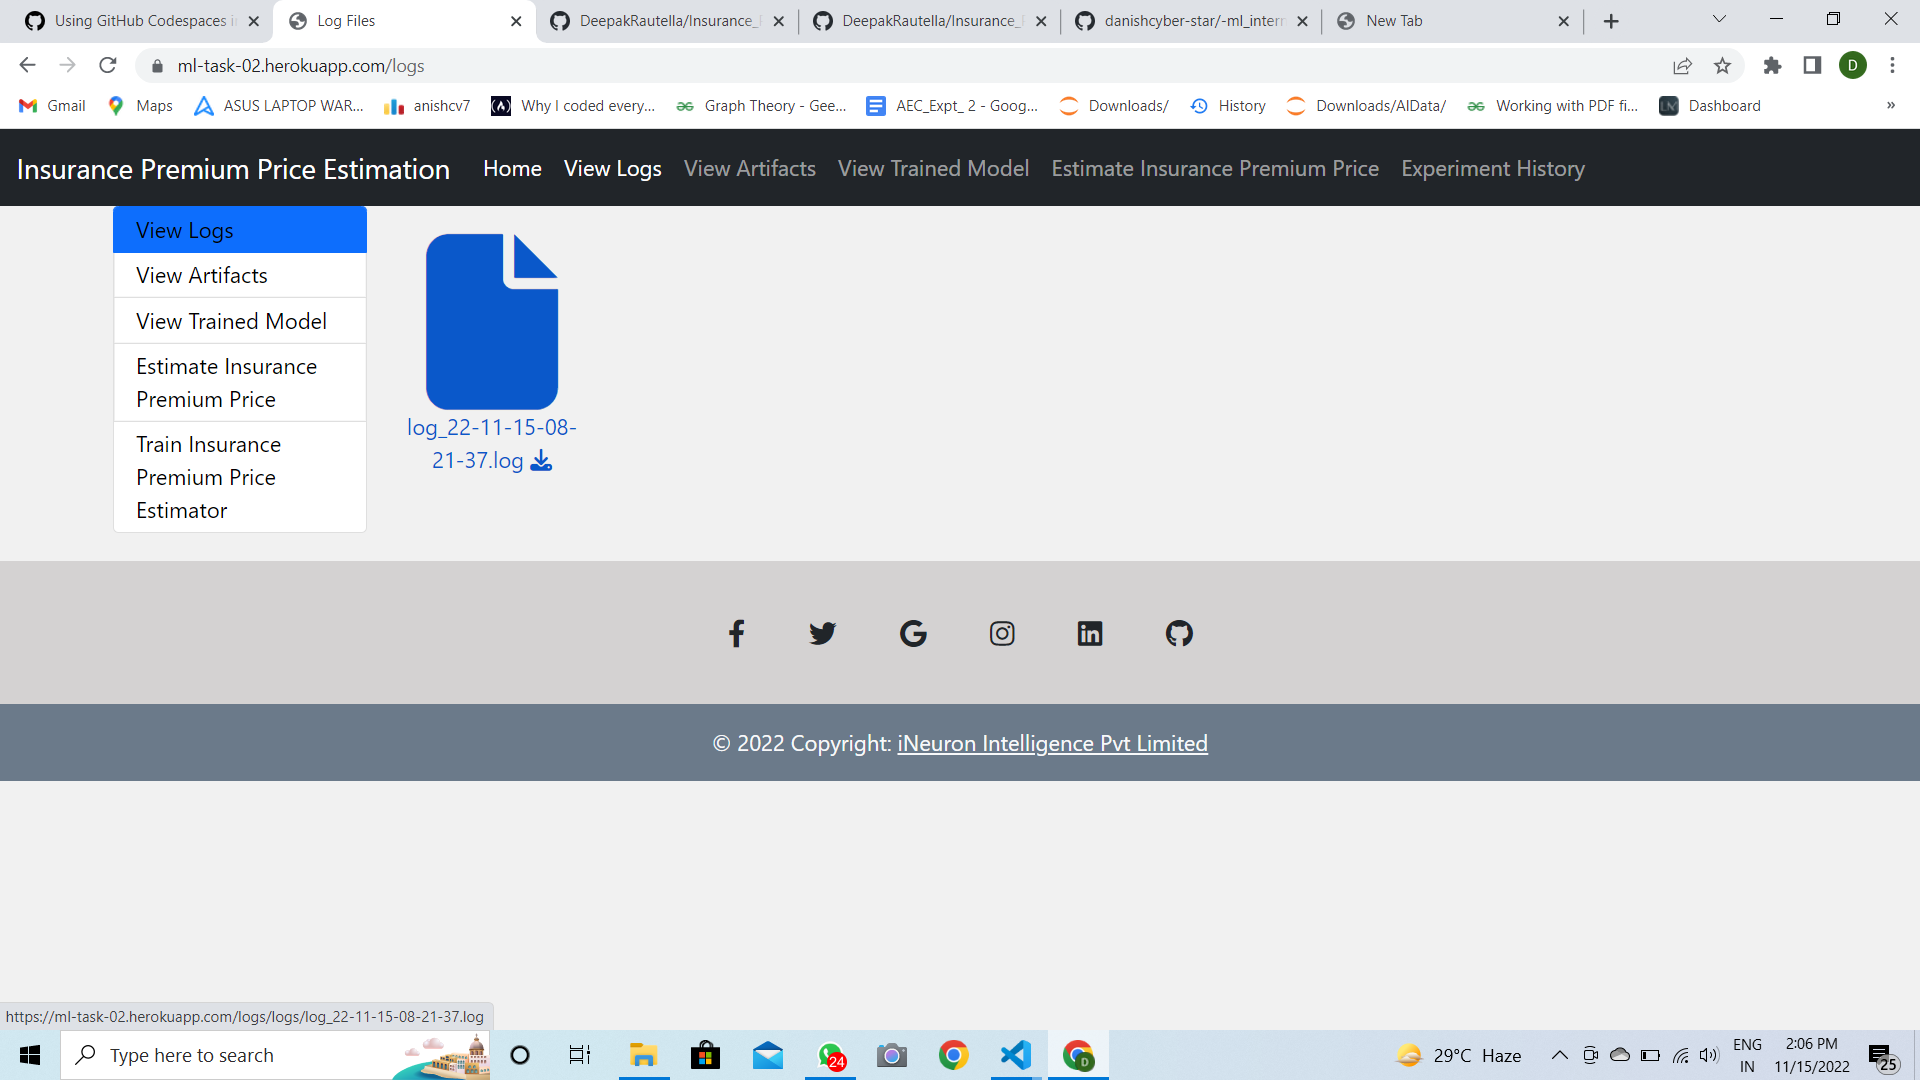 Using GitHub Codespaces i
Log Files
DeepakRautella/Insurance_
DeepakRautella/Insurance_
danishcyber-star/-ml_intern
New Tab
ml-task-02.herokuapp.com/logs
D
Gmail
Maps
ASUS LAPTOP WAR...
anishcv7
Why I coded every...
Graph Theory - Gee...
AEC_Expt_ 2 - Goog...
Downloads/
History
Downloads/AIData/
Working with PDF fi...
Dashboard
»
Insurance Premium Price Estimation
Home
View Logs
View Artifacts
View Trained Model
Estimate Insurance Premium Price
Experiment History
View Logs
View Artifacts
View Trained Model
Estimate Insurance
Premium Price
Train Insurance
Premium Price
Estimator
log_22-11-15-08-
21-37.log
© 2022 Copyright: iNeuron Intelligence Pvt Limited
https://ml-task-02.herokuapp.com/logs/logs/log_22-11-15-08-21-37.log
Type here to search
24
D
29°C Haze
ENG
IN
2:06 PM
11/15/2022
25